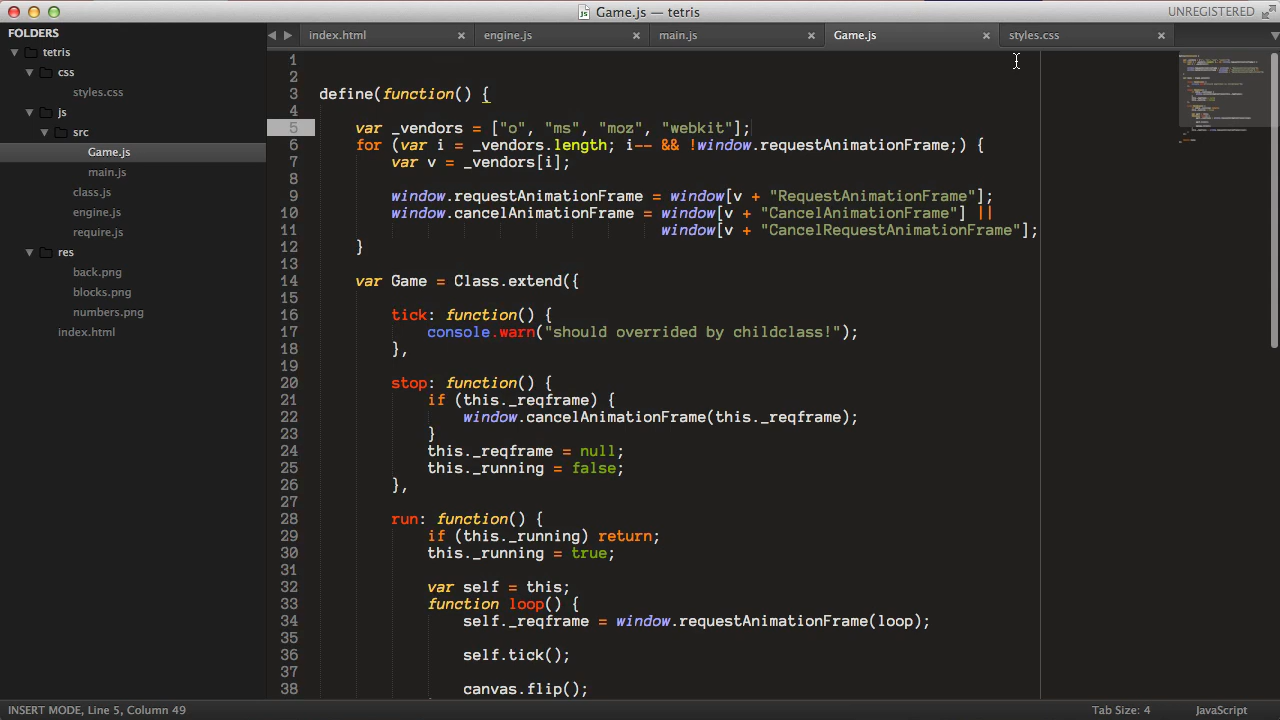 Game.js — tetris
UNREGISTERED
FOLDERS
tetris
css
styles.css
js
src
Game.js
main.js
class.js
engine.js
require.js
res
back.png
blocks.png
numbers.png
index.html
index.html × engine.js × main.js × Game.js × styles.css ×
1
2
3 define(function() {
4
5 var _vendors = ["o", "ms", "moz", "webkit"];
6 for (var i = _vendors.length; i-- && !window.requestAnimationFrame;) {
7 var v = _vendors[i];
8
9 window.requestAnimationFrame = window[v + "RequestAnimationFrame"];
10 window.cancelAnimationFrame = window[v + "CancelAnimationFrame"] ||
11 window[v + "CancelRequestAnimationFrame"];
12 }
13
14 var Game = Class.extend({
15
16 tick: function() {
17 console.warn("should overrided by childclass!");
18 },
19
20 stop: function() {
21 if (this._reqframe) {
22 window.cancelAnimationFrame(this._reqframe);
23 }
24 this._reqframe = null;
25 this._running = false;
26 },
27
28 run: function() {
29 if (this._running) return;
30 this._running = true;
31
32 var self = this;
33 function loop() {
34 self._reqframe = window.requestAnimationFrame(loop);
35
36 self.tick();
37
38 canvas.flip();
INSERT MODE, Line 5, Column 49
Tab Size: 4
JavaScript